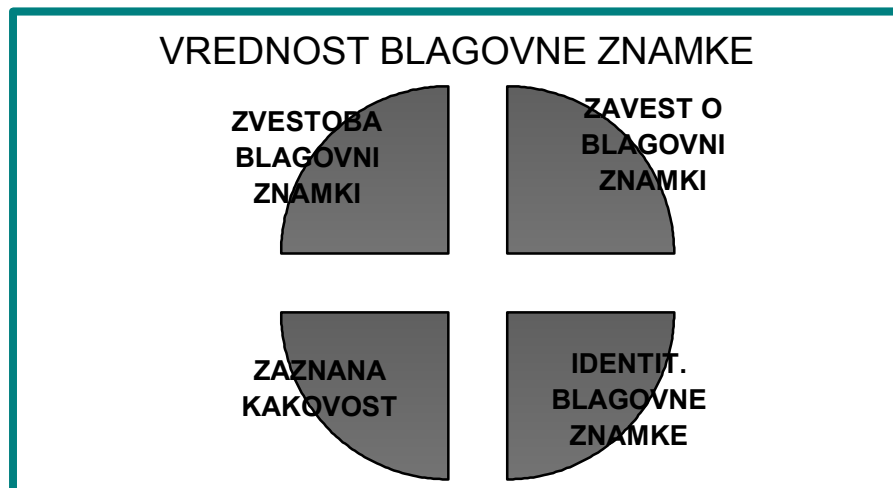 VREDNOST BLAGOVNE ZNAMKE
ZVESTOBA
BLAGOVNI
ZNAMKI
ZAVEST O
BLAGOVNI
ZNAMKI
ZAZNANA
KAKOVOST
IDENTIT.
BLAGOVNE
ZNAMKE